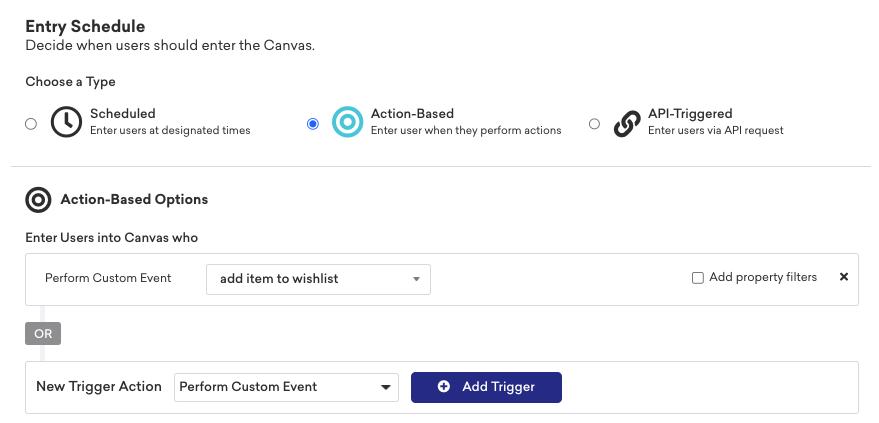 Entry Schedule
Decide when users should enter the Canvas.
Choose a Type
Scheduled
Enter users at designated times
Action-Based
Enter user when they perform actions
API-Triggered
Enter users via API request
Action-Based Options
Enter Users into Canvas who
Perform Custom Event add item to wishlist Add property filters
OR
New Trigger Action Perform Custom Event Add Trigger